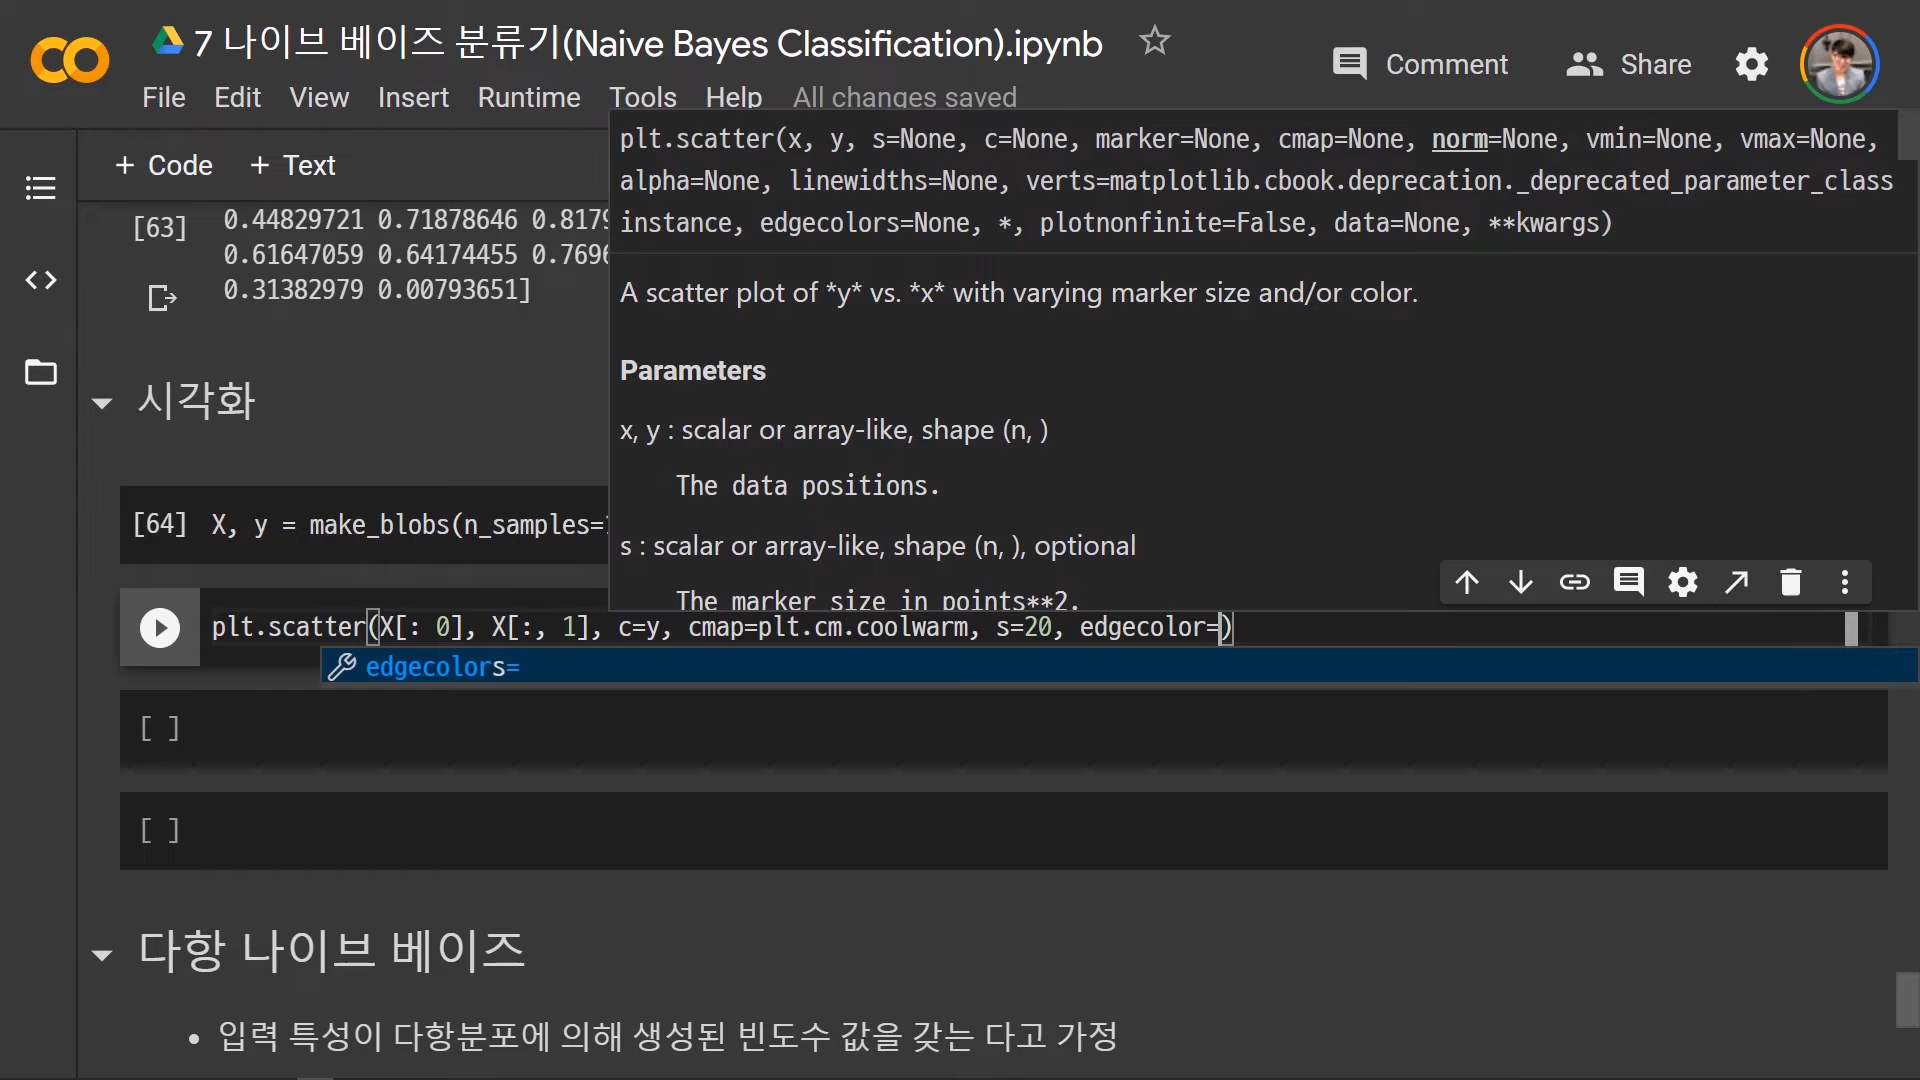 7 나이브 베이즈 분류기(Naive Bayes Classification).ipynb
Comment
Share
File Edit View Insert Runtime Tools Help All changes saved
+ Code + Text
plt.scatter(x, y, s=None, c=None, marker=None, cmap=None, norm=None, vmin=None, vmax=None,
alpha=None, linewidths=None, verts=matplotlib.cbook.deprecation._deprecated_parameter_class
instance, edgecolors=None, *, plotnonfinite=False, data=None, **kwargs)
A scatter plot of *y* vs. *x* with varying marker size and/or color.
Parameters
x, y : scalar or array-like, shape (n, )
The data positions.
s : scalar or array-like, shape (n, ), optional
The marker size in points**2.
[63] 0.44829721 0.71878646 0.8179
0.61647059 0.64174455 0.7696
0.31382979 0.00793651]
시각화
[64] X, y = make_blobs(n_samples=
plt.scatter(X[: 0], X[:, 1], c=y, cmap=plt.cm.coolwarm, s=20, edgecolor=)
edgecolors=
[ ]
[ ]
다항 나이브 베이즈
• 입력 특성이 다항분포에 의해 생성된 빈도수 값을 갖는 다고 가정